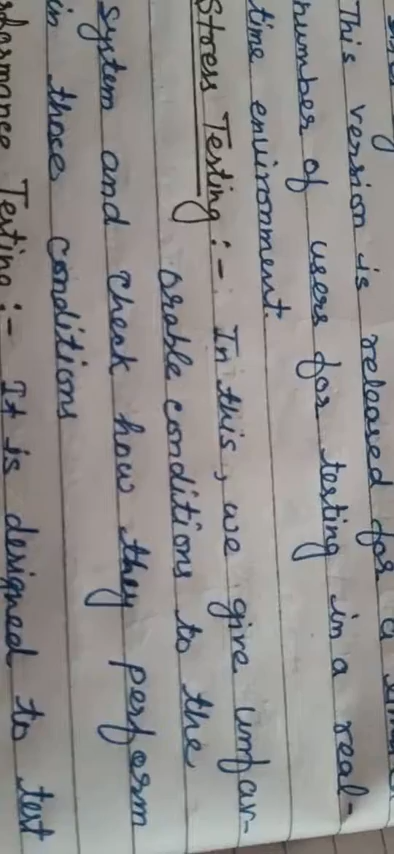 This version is released for a
number of users for testing in a real-
time environment.
Stress Testing :- In this, we give unfav-
orable conditions to the
system and check how they perform
in those conditions
Testing :- It is designed to test